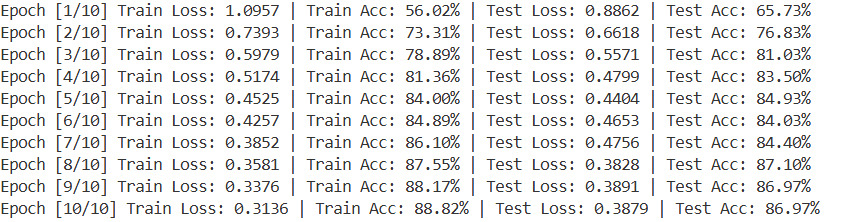 Epoch [1/10] Train Loss: 1.0957 | Train Acc: 56.02% | Test Loss: 0.8862 | Test Acc: 65.73%
Epoch [2/10] Train Loss: 0.7393 | Train Acc: 73.31% | Test Loss: 0.6618 | Test Acc: 76.83%
Epoch [3/10] Train Loss: 0.5979 | Train Acc: 78.89% | Test Loss: 0.5571 | Test Acc: 81.03%
Epoch [4/10] Train Loss: 0.5174 | Train Acc: 81.36% | Test Loss: 0.4799 | Test Acc: 83.50%
Epoch [5/10] Train Loss: 0.4525 | Train Acc: 84.00% | Test Loss: 0.4404 | Test Acc: 84.93%
Epoch [6/10] Train Loss: 0.4257 | Train Acc: 84.89% | Test Loss: 0.4653 | Test Acc: 84.03%
Epoch [7/10] Train Loss: 0.3852 | Train Acc: 86.10% | Test Loss: 0.4756 | Test Acc: 84.40%
Epoch [8/10] Train Loss: 0.3581 | Train Acc: 87.55% | Test Loss: 0.3828 | Test Acc: 87.10%
Epoch [9/10] Train Loss: 0.3376 | Train Acc: 88.17% | Test Loss: 0.3891 | Test Acc: 86.97%
Epoch [10/10] Train Loss: 0.3136 | Train Acc: 88.82% | Test Loss: 0.3879 | Test Acc: 86.97%